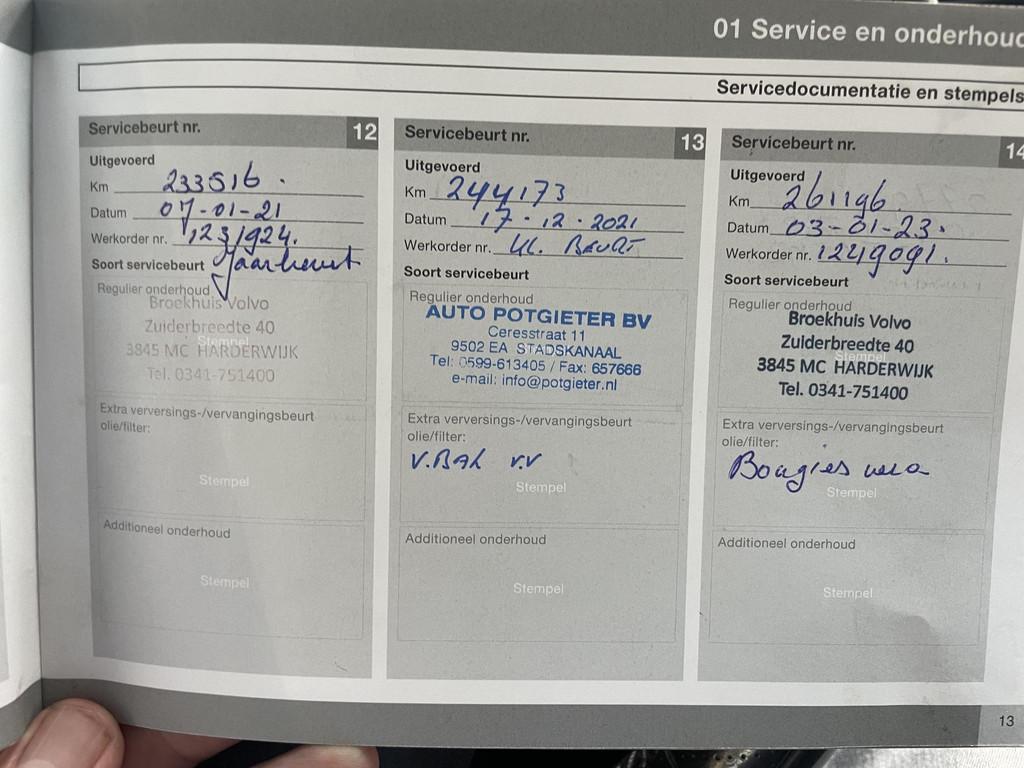 01 Service en onderhoud
Servicedocumentatie en stempels
Servicebeurt nr. 12
Uitgevoerd
Km 233516.
Datum 07-01-21
Werkorder nr. 1231924.
Soort servicebeurt Jaarbeurt
Regulier onderhoud
Broekhuis Volvo
Zuiderbreedte 40
Stempel
3845 MC HARDERWIJK
Tel. 0341-751400
Extra verversings-/vervangingsbeurt
olie/filter:
Stempel
Additioneel onderhoud
Stempel
Servicebeurt nr. 13
Uitgevoerd
Km 244173
Datum 17-12-2021
Werkorder nr. Kl. BEURT
Soort servicebeurt
Regulier onderhoud
AUTO POTGIETER BV
Ceresstraat 11
9502 EA STADSKANAAL
Tel: 0599-613405 / Fax: 657666
e-mail: info@potgieter.nl
Extra verversings-/vervangingsbeurt
olie/filter:
V.BAK V.V
Stempel
Additioneel onderhoud
Stempel
Servicebeurt nr. 14
Uitgevoerd
Km 261196
Datum 03-01-23.
Werkorder nr. 1249091.
Soort servicebeurt
Regulier onderhoud
Broekhuis Volvo
Zuiderbreedte 40
Stempel
3845 MC HARDERWIJK
Tel. 0341-751400
Extra verversings-/vervangingsbeurt
olie/filter:
Bougies
Stempel
Additioneel onderhoud
Stempel
13